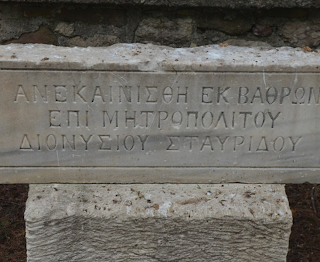 ΑΝΕΚΑΙΝΙΣΘΗ ΕΚ ΒΑΘΡΩΝ
ΕΠΙ ΜΗΤΡΟΠΟΛΙΤΟΥ
ΔΙΟΝΥΣΙΟΥ ΣΤΑΥΡΙΔΟΥ